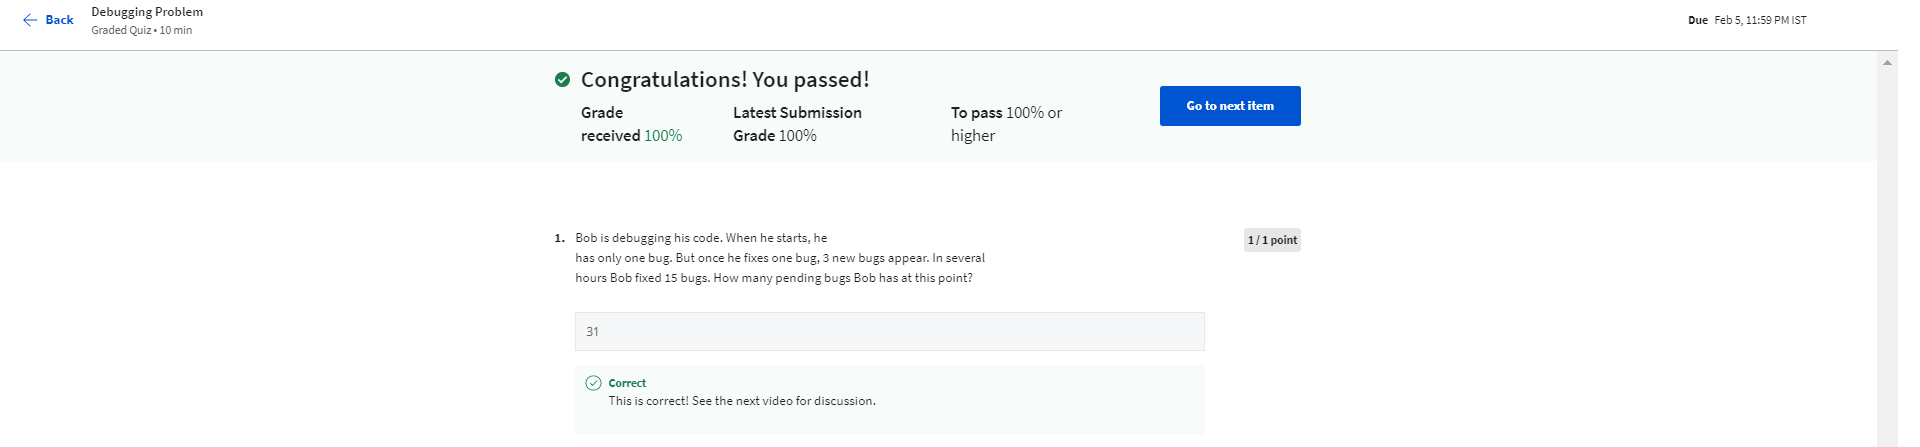 Back
Debugging Problem
Graded Quiz • 10 min
Due Feb 5, 11:59 PM IST
Congratulations! You passed!
Grade
received 100%
Latest Submission
Grade 100%
To pass 100% or
higher
Go to next item
1. Bob is debugging his code. When he starts, he
has only one bug. But once he fixes one bug, 3 new bugs appear. In several
hours Bob fixed 15 bugs. How many pending bugs Bob has at this point?
1 / 1 point
31
Correct
This is correct! See the next video for discussion.